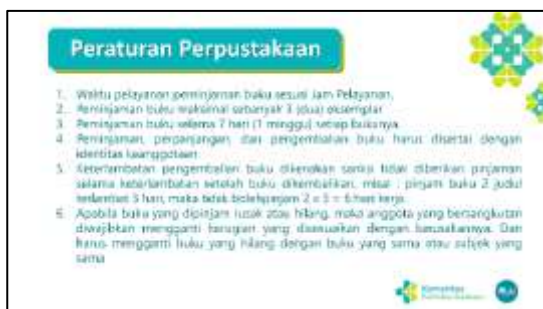 Peraturan Perpustakaan
1. Waktu pelayanan peminjaman buku sesuai Jam Pelayanan.
2. Peminjaman buku maksimal sebanyak 3 (dua) eksemplar
3. Peminjaman buku selama 7 hari (1 minggu) setiap bukunya
4. Peminjaman, perpanjangan, dan pengembalian buku harus disertai dengan
identitas keanggotaan
5. Keterlambatan pengembalian buku dikenakan sanksi tidak diberikan pinjaman
selama keterlambatan setelah buku dikembalikan, misal : pinjam buku 2 judul
terlambat 3 hari, maka tidak boleh pinjam 2 x 3 = 6 hari kerja.
6. Apabila buku yang dipinjam rusak atau hilang, maka anggota yang bersangkutan
diwajibkan mengganti kerugian yang disesuaikan dengan kerusakannya. Dan
harus mengganti buku yang hilang dengan buku yang sama atau subjek yang
sama